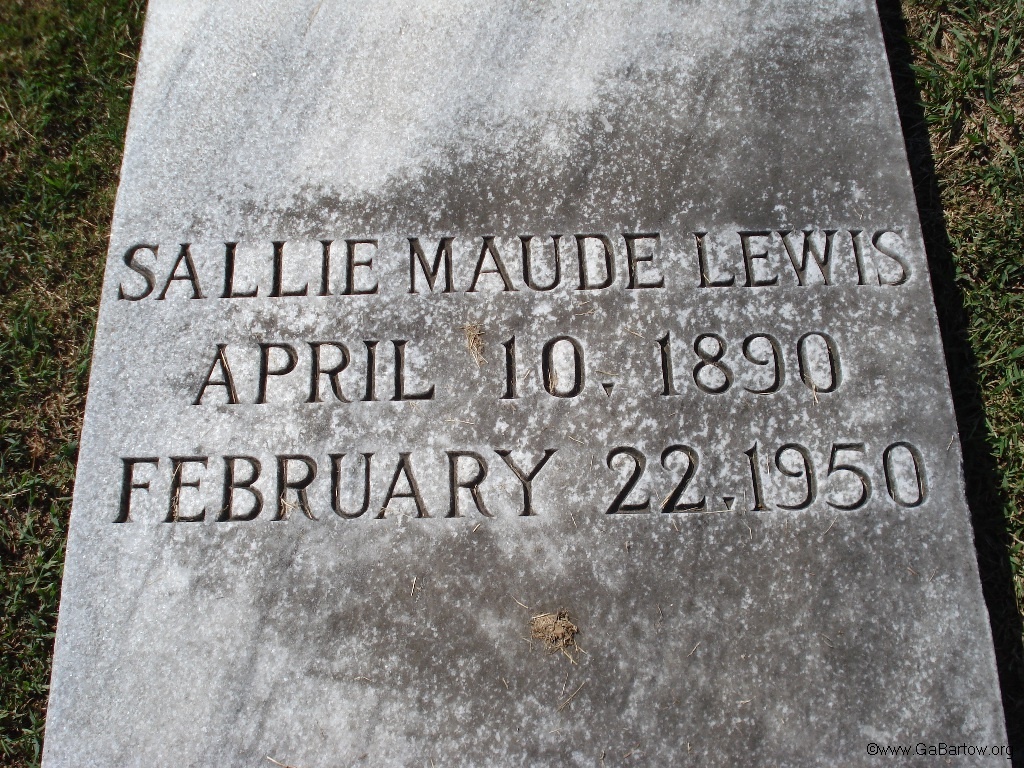 SALLIE MAUDE LEWIS
APRIL 10, 1890
FEBRUARY 22, 1950
©www.GaBartow.org